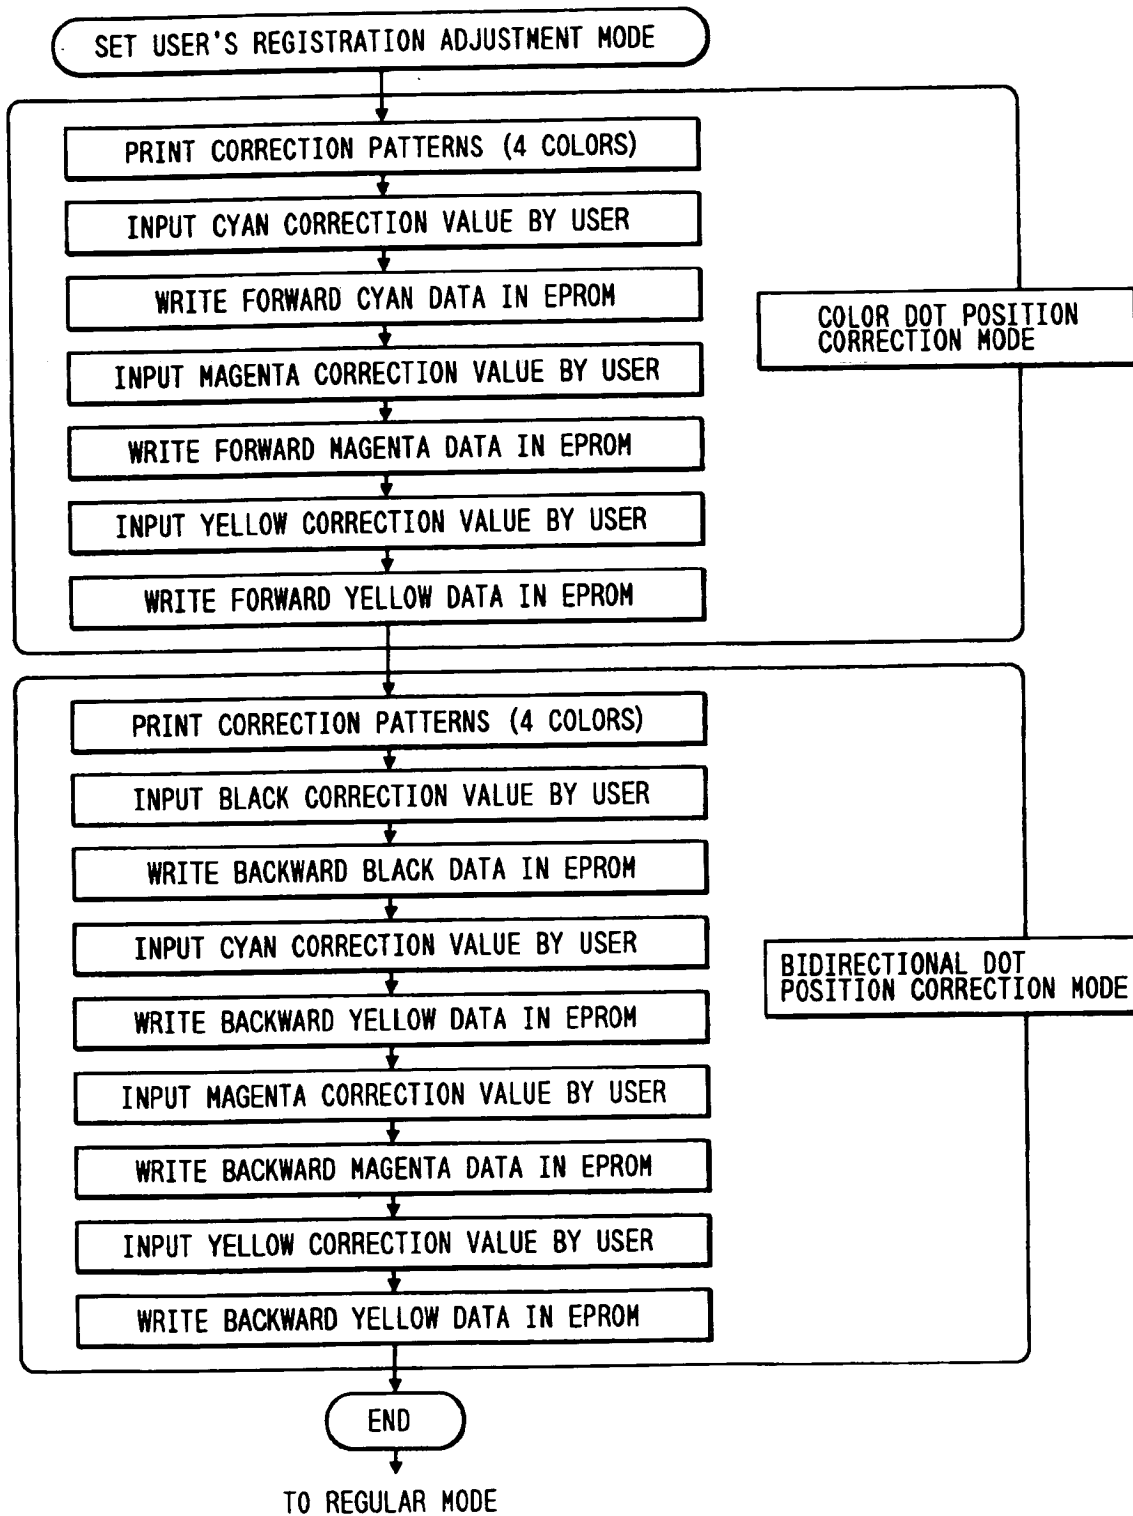 SET USER'S REGISTRATION ADJUSTMENT MODE
PRINT CORRECTION PATTERNS (4 COLORS)
INPUT CYAN CORRECTION VALUE BY USER
WRITE FORWARD CYAN DATA IN EPROM
INPUT MAGENTA CORRECTION VALUE BY USER
WRITE FORWARD MAGENTA DATA IN EPROM
INPUT YELLOW CORRECTION VALUE BY USER
WRITE FORWARD YELLOW DATA IN EPROM
COLOR DOT POSITION
CORRECTION MODE
PRINT CORRECTION PATTERNS (4 COLORS)
INPUT BLACK CORRECTION VALUE BY USER
WRITE BACKWARD BLACK DATA IN EPROM
INPUT CYAN CORRECTION VALUE BY USER
WRITE BACKWARD YELLOW DATA IN EPROM
INPUT MAGENTA CORRECTION VALUE BY USER
WRITE BACKWARD MAGENTA DATA IN EPROM
INPUT YELLOW CORRECTION VALUE BY USER
WRITE BACKWARD YELLOW DATA IN EPROM
BIDIRECTIONAL DOT
POSITION CORRECTION MODE
END
TO REGULAR MODE